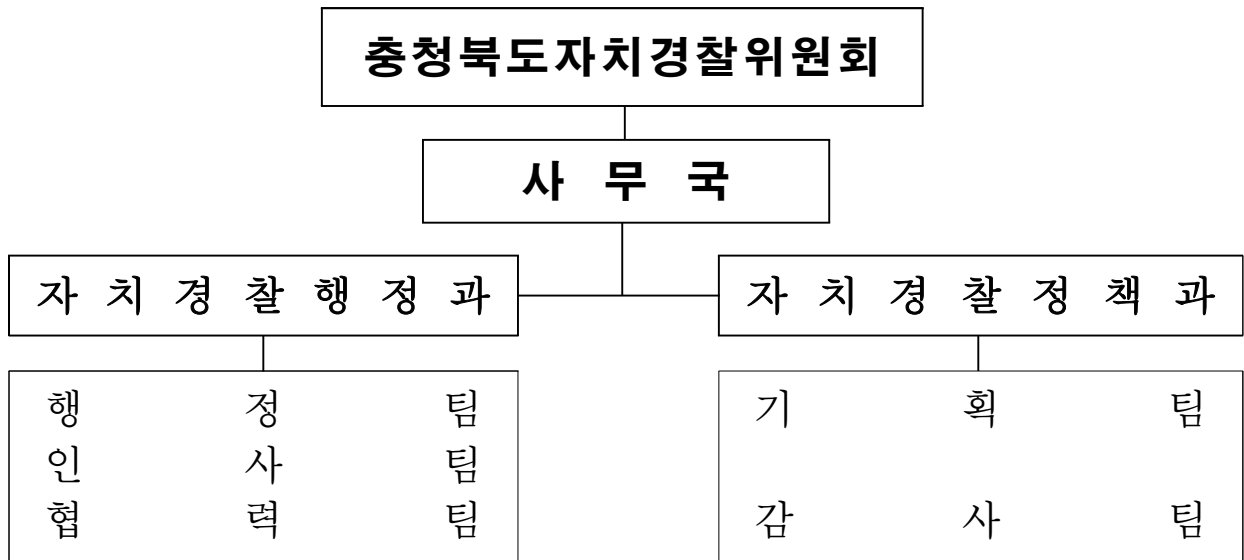 충청북도자치경찰위원회
사 무 국
자 치 경 찰 행 정 과
자 치 경 찰 정 책 과
행 정 팀
인 사 팀
협 력 팀
기 획 팀
감 사 팀